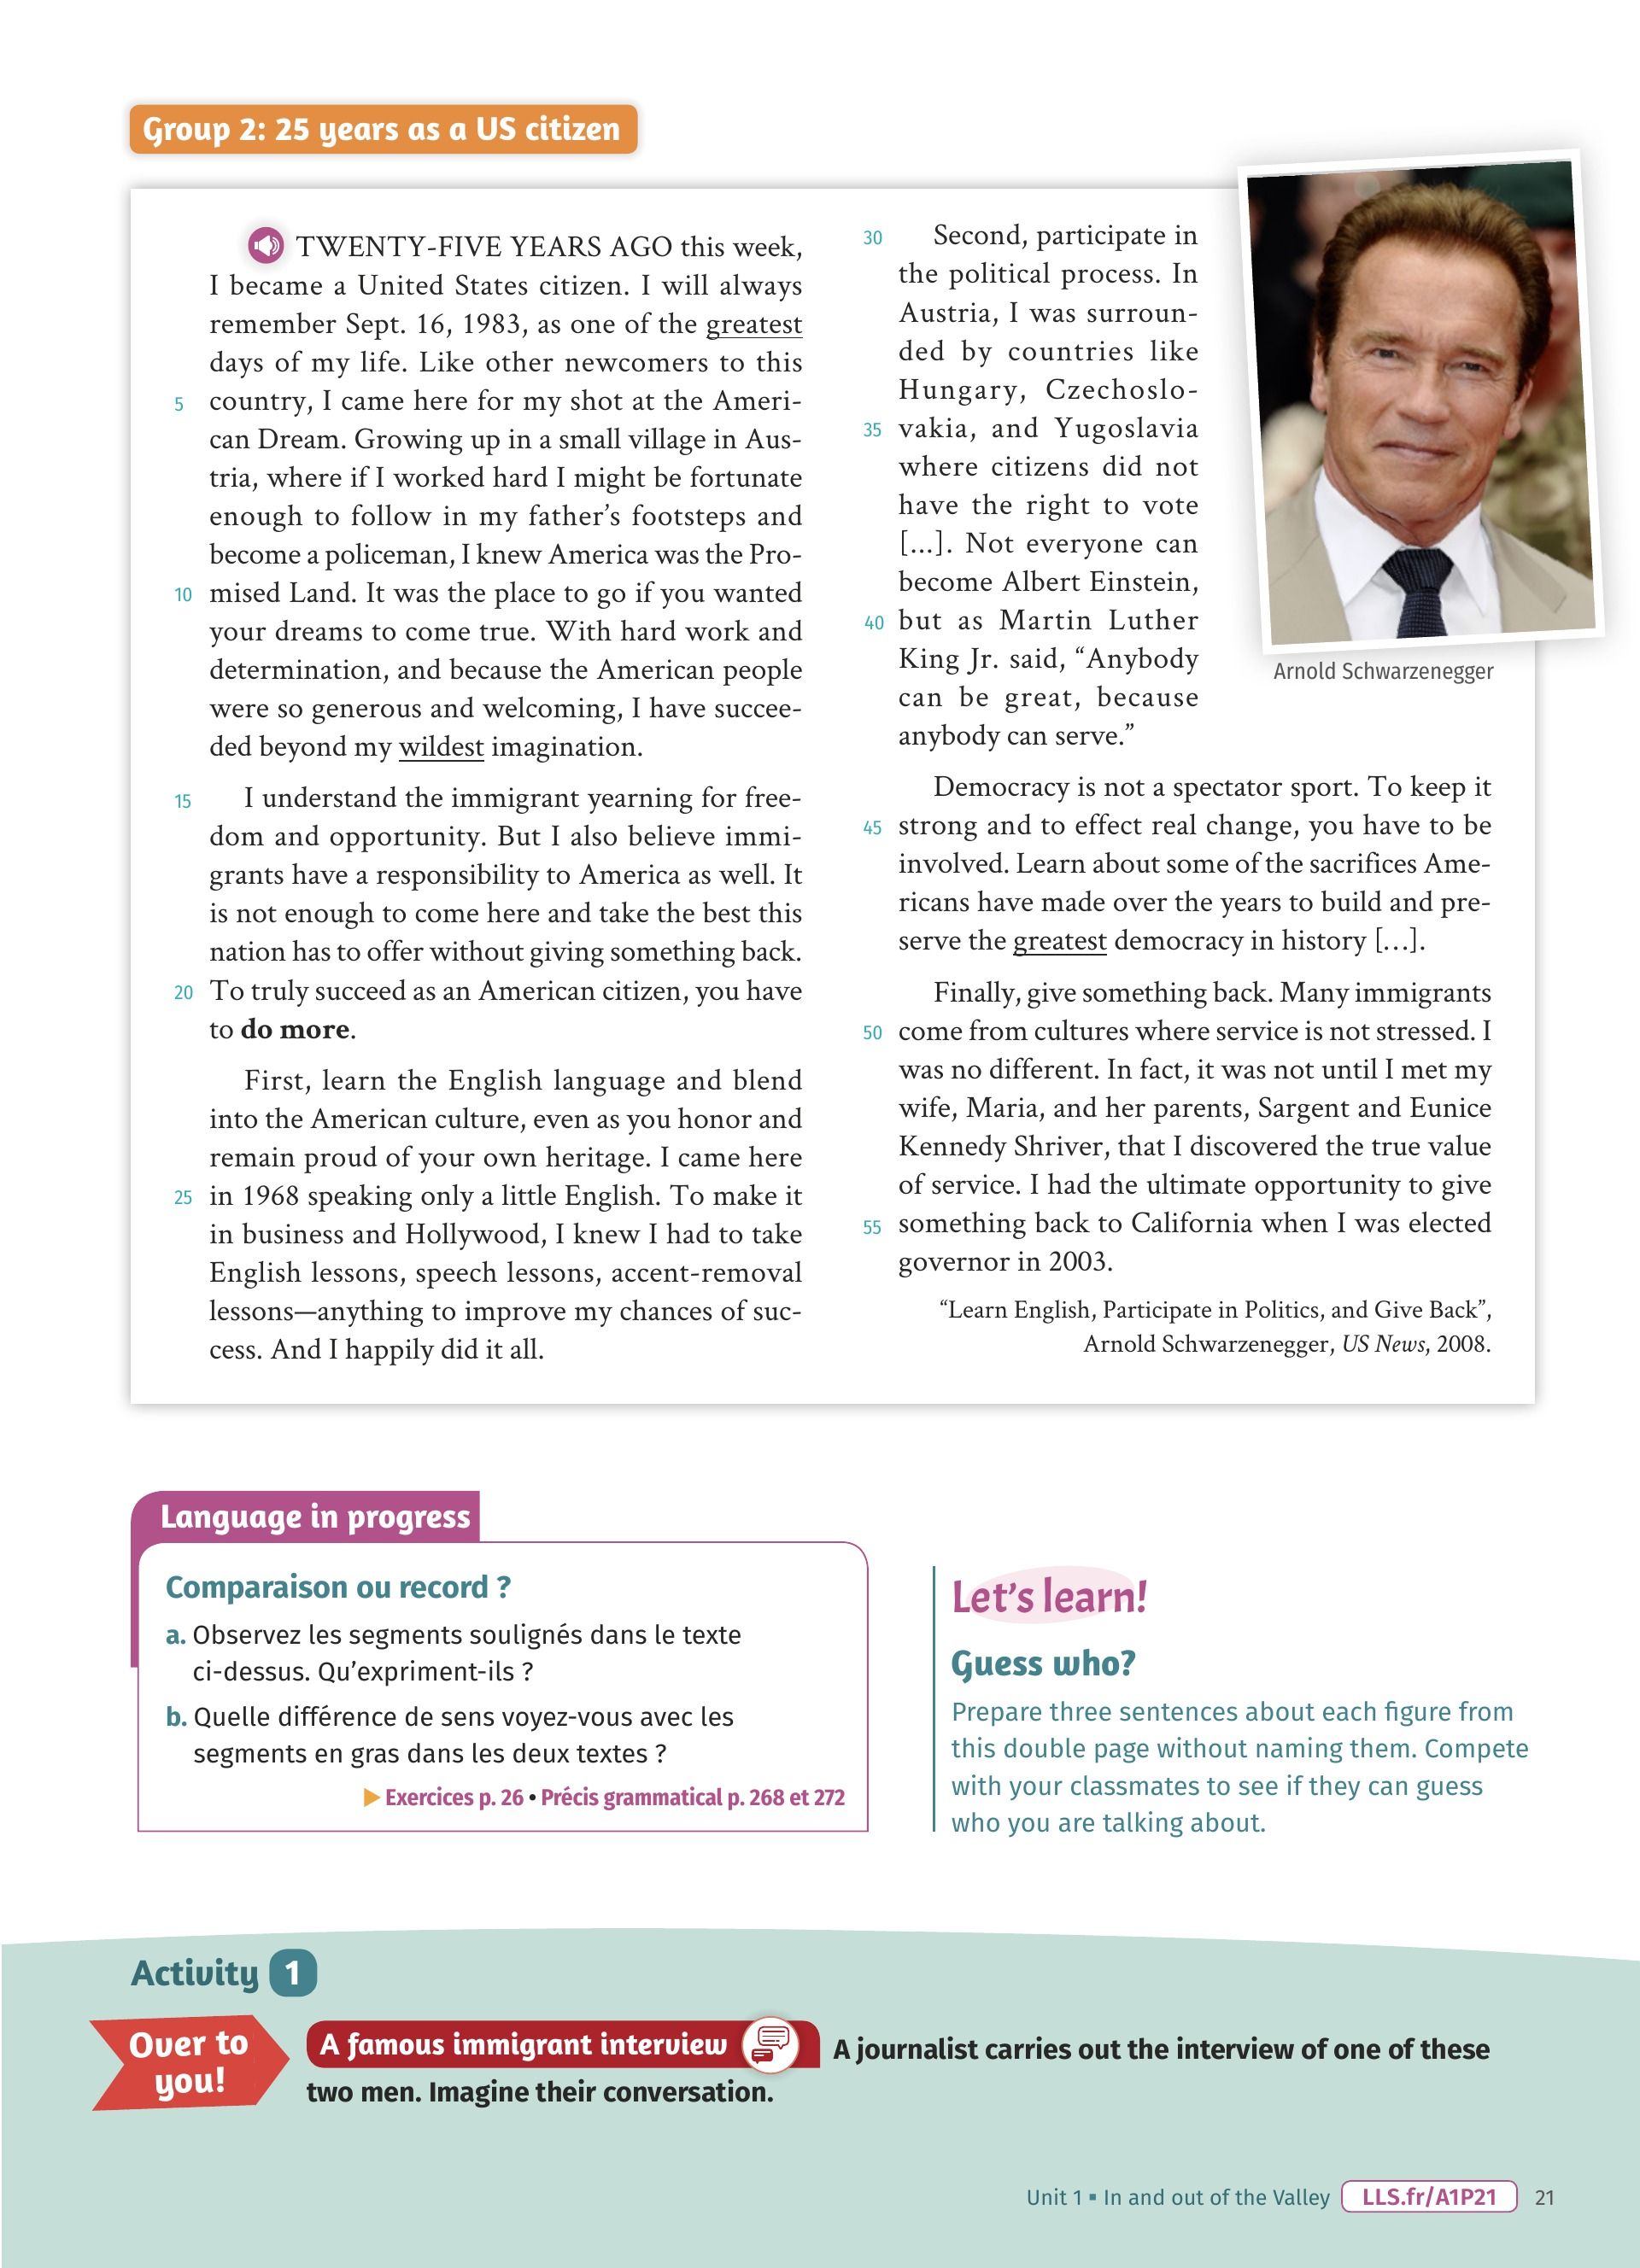 Group 2: 25 years as a US citizen
TWENTY-FIVE YEARS AGO this week,
I became a United States citizen. I will always
remember Sept. 16, 1983, as one of the greatest
days of my life. Like other newcomers to this
5 country, I came here for my shot at the Ameri-
can Dream. Growing up in a small village in Aus-
tria, where if I worked hard I might be fortunate
enough to follow in my father’s footsteps and
become a policeman, I knew America was the Pro-
10 mised Land. It was the place to go if you wanted
your dreams to come true. With hard work and
determination, and because the American people
were so generous and welcoming, I have succee-
ded beyond my wildest imagination.
15 I understand the immigrant yearning for free-
dom and opportunity. But I also believe immi-
grants have a responsibility to America as well. It
is not enough to come here and take the best this
nation has to offer without giving something back.
20 To truly succeed as an American citizen, you have
to do more.
First, learn the English language and blend
into the American culture, even as you honor and
remain proud of your own heritage. I came here
25 in 1968 speaking only a little English. To make it
in business and Hollywood, I knew I had to take
English lessons, speech lessons, accent-removal
lessons—anything to improve my chances of suc-
cess. And I happily did it all.
30 Second, participate in
the political process. In
Austria, I was surroun-
ded by countries like
Hungary, Czechoslo-
35 vakia, and Yugoslavia
where citizens did not
have the right to vote
[...]. Not everyone can
become Albert Einstein,
40 but as Martin Luther
King Jr. said, “Anybody
can be great, because
anybody can serve.”
Arnold Schwarzenegger
Democracy is not a spectator sport. To keep it
45 strong and to effect real change, you have to be
involved. Learn about some of the sacrifices Ame-
ricans have made over the years to build and pre-
serve the greatest democracy in history [...].
Finally, give something back. Many immigrants
50 come from cultures where service is not stressed. I
was no different. In fact, it was not until I met my
wife, Maria, and her parents, Sargent and Eunice
Kennedy Shriver, that I discovered the true value
of service. I had the ultimate opportunity to give
55 something back to California when I was elected
governor in 2003.
“Learn English, Participate in Politics, and Give Back”,
Arnold Schwarzenegger, US News, 2008.
Language in progress
Comparaison ou record ?
a. Observez les segments soulignés dans le texte
ci-dessus. Qu’expriment-ils ?
b. Quelle différence de sens voyez-vous avec les
segments en gras dans les deux textes ?
Exercices p. 26 • Précis grammatical p. 268 et 272
Let’s learn!
Guess who?
Prepare three sentences about each figure from
this double page without naming them. Compete
with your classmates to see if they can guess
who you are talking about.
Activity 1
Over to
you!
A famous immigrant interview A journalist carries out the interview of one of these
two men. Imagine their conversation.
Unit 1 ▪ In and out of the Valley LLS.fr/A1P21 21